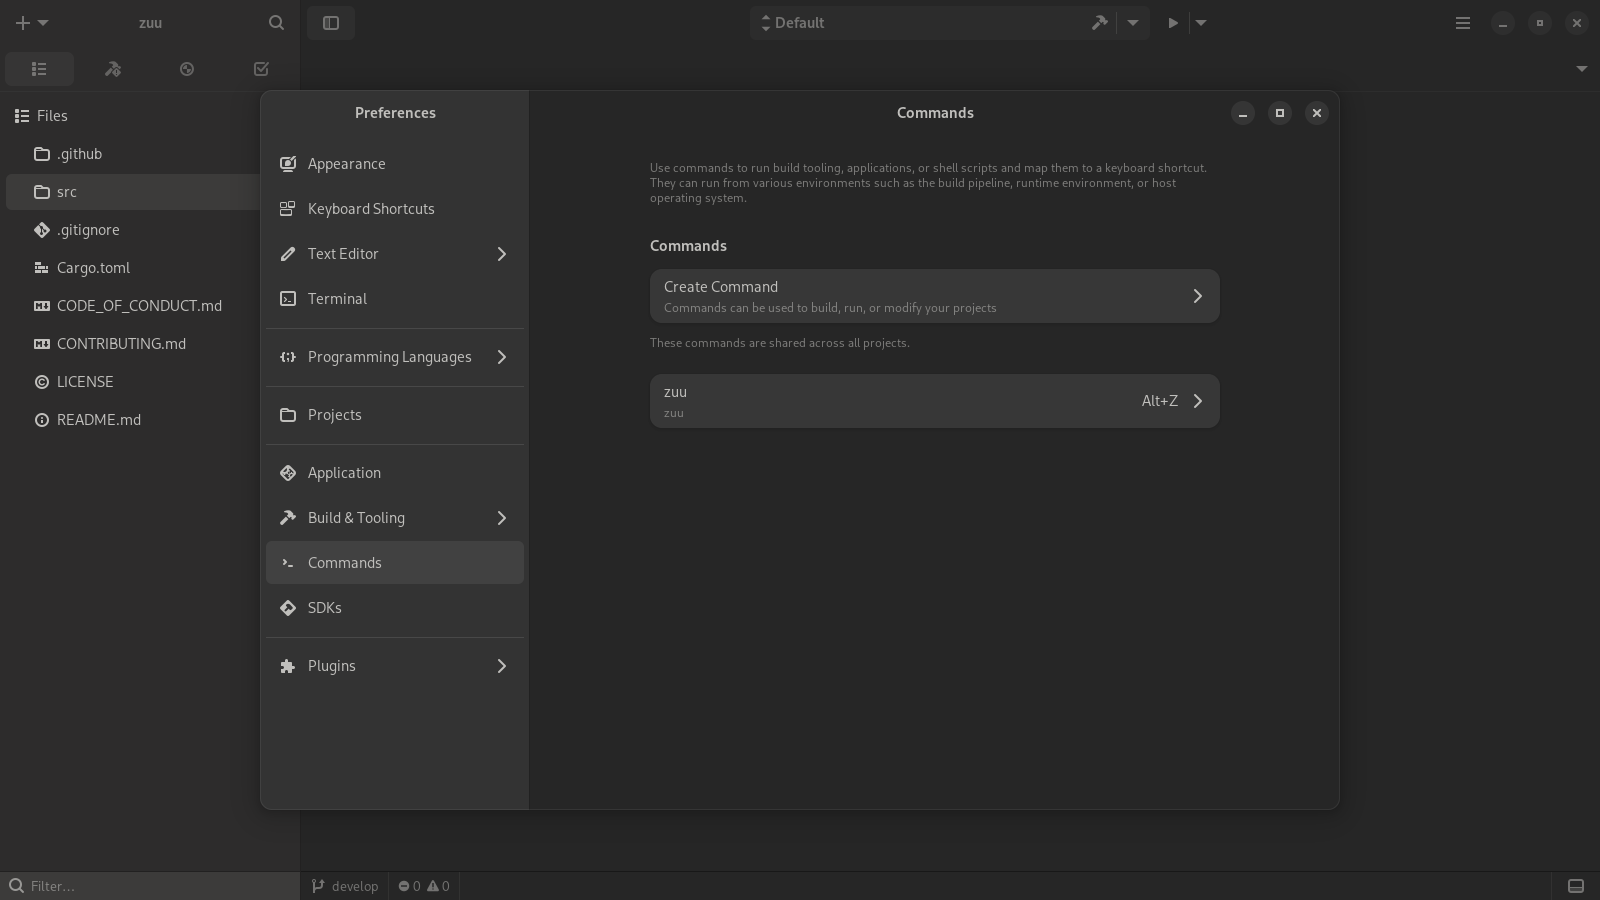 zuu
Default
Files
.github
src
.gitignore
Cargo.toml
CODE_OF_CONDUCT.md
CONTRIBUTING.md
LICENSE
README.md
Preferences
Appearance
Keyboard Shortcuts
Text Editor
Terminal
Programming Languages
Projects
Application
Build & Tooling
Commands
SDKs
Plugins
Commands
Use commands to run build tooling, applications, or shell scripts and map them to a keyboard shortcut.
They can run from various environments such as the build pipeline, runtime environment, or host
operating system.
Commands
Create Command
Commands can be used to build, run, or modify your projects
These commands are shared across all projects.
zuu
zuu
Alt+Z
Filter...
develop
0
0